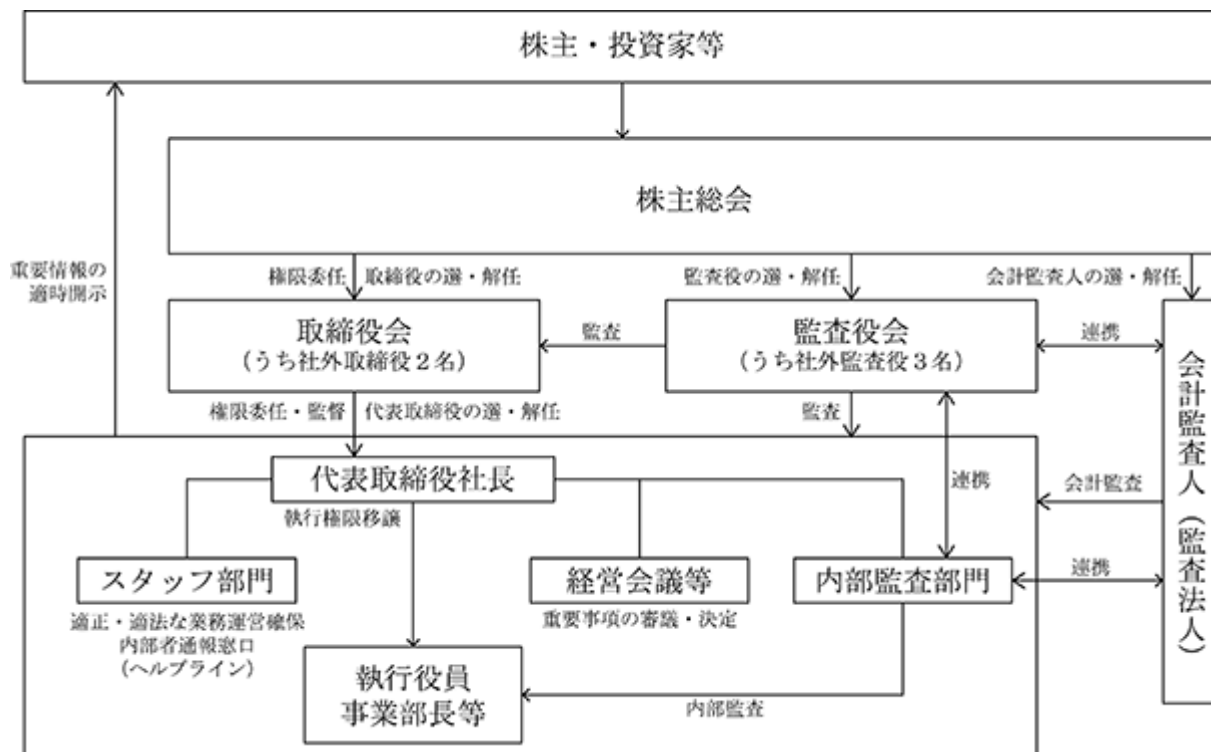 株主・投資家等
株主総会
重要情報の
適時開示
権限委任 取締役の選・解任
監査役の選・解任
会計監査人の選・解任
取締役会
（うち社外取締役２名）
監査
監査役会
（うち社外監査役３名）
連携
会計監査人（監査法人）
権限委任・監督 代表取締役の選・解任
監査
代表取締役社長
執行権限移譲
連携
会計監査
スタッフ部門
適正・適法な業務運営確保
内部者通報窓口
（ヘルプライン）
経営会議等
重要事項の審議・決定
内部監査部門
連携
執行役員
事業部長等
内部監査